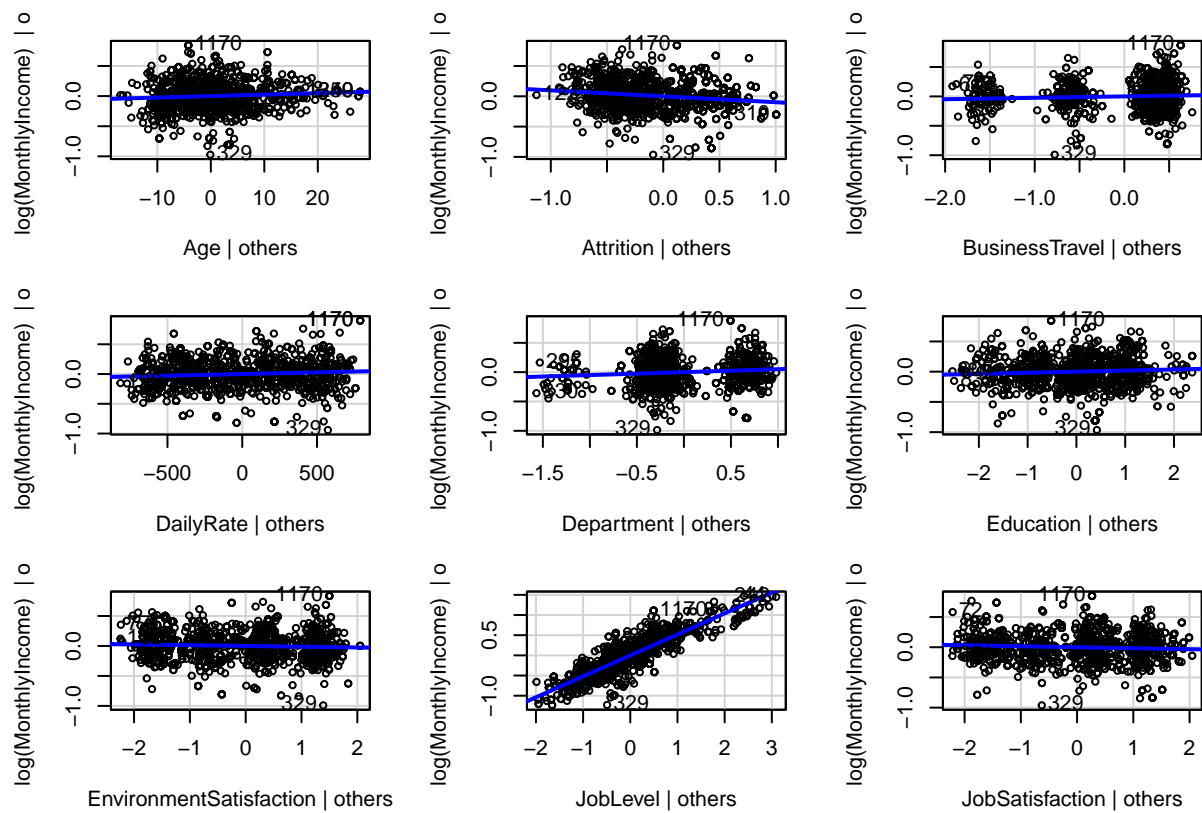 log(MonthlyIncome) | o
1170
329
−1.0 0.0
−10 0 10 20
Age | others
log(MonthlyIncome) | o
1170
310
329
−1.0 0.0
−1.0 0.0 1.0
Attrition | others
log(MonthlyIncome) | o
1170
329
−1.0 0.0
−2.0 −1.0 0.0
BusinessTravel | others
log(MonthlyIncome) | o
1170
329
−1.0 0.0
−500 0 500
DailyRate | others
log(MonthlyIncome) | o
1170
329
−1.0 0.0
−1.5 −0.5 0.5
Department | others
log(MonthlyIncome) | o
1170
329
−1.0 0.0
−2 −1 0 1 2
Education | others
log(MonthlyIncome) | o
1170
329
−1.0 0.0
−2 −1 0 1 2
EnvironmentSatisfaction | others
log(MonthlyIncome) | o
1170
329
−1.0 0.5
−2 −1 0 1 2 3
JobLevel | others
log(MonthlyIncome) | o
1170
72
329
−1.0 0.0
−2 −1 0 1 2
JobSatisfaction | others